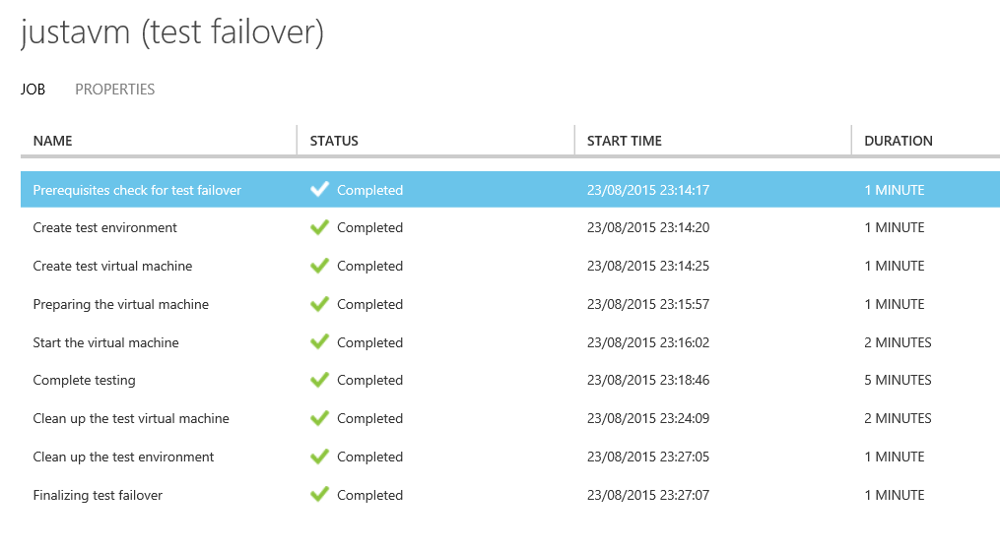 justavm (test failover)
JOB PROPERTIES
NAME STATUS START TIME DURATION
Prerequisites check for test failover Completed 23/08/2015 23:14:17 1 MINUTE
Create test environment Completed 23/08/2015 23:14:20 1 MINUTE
Create test virtual machine Completed 23/08/2015 23:14:25 1 MINUTE
Preparing the virtual machine Completed 23/08/2015 23:15:57 1 MINUTE
Start the virtual machine Completed 23/08/2015 23:16:02 2 MINUTES
Complete testing Completed 23/08/2015 23:18:46 5 MINUTES
Clean up the test virtual machine Completed 23/08/2015 23:24:09 2 MINUTES
Clean up the test environment Completed 23/08/2015 23:27:05 1 MINUTE
Finalizing test failover Completed 23/08/2015 23:27:07 1 MINUTE